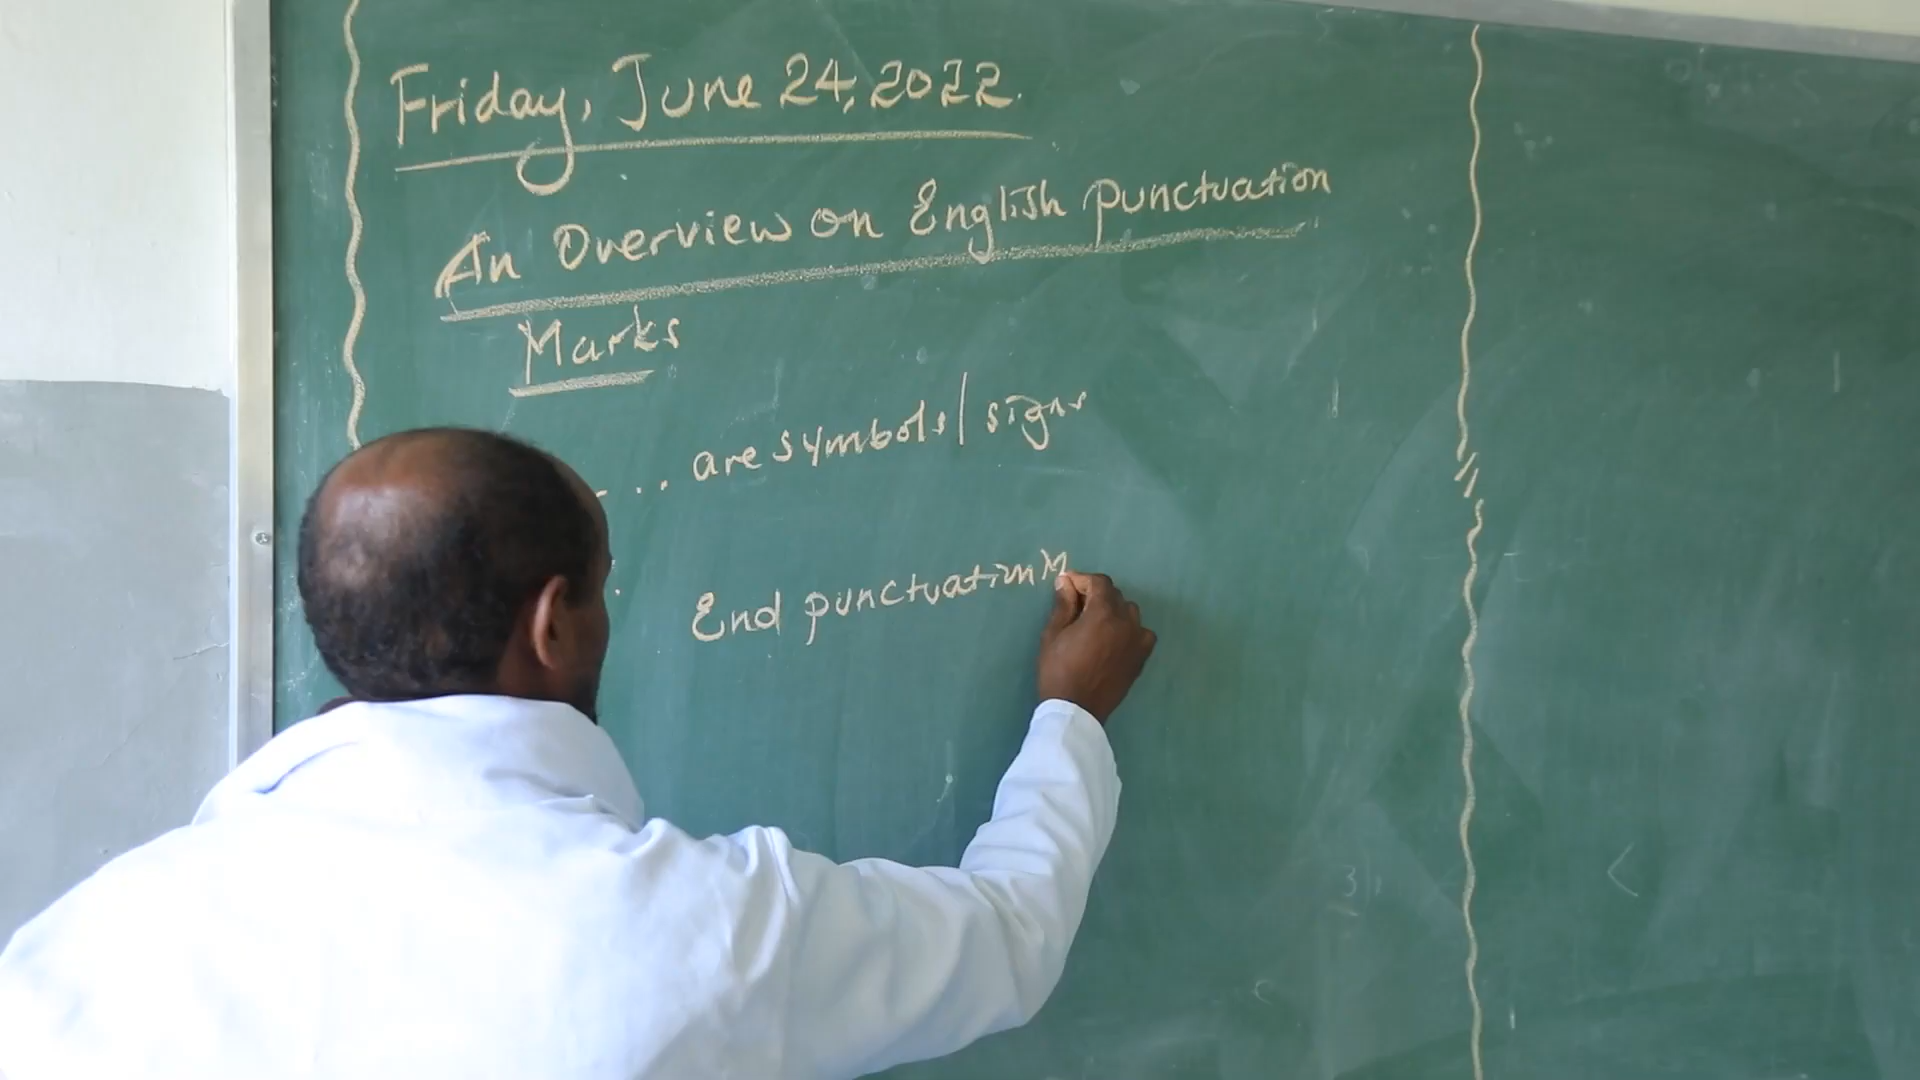 Friday, June 24, 2022.
An Overview on English punctuation
Marks
... are symbols/signs
End punctuation M